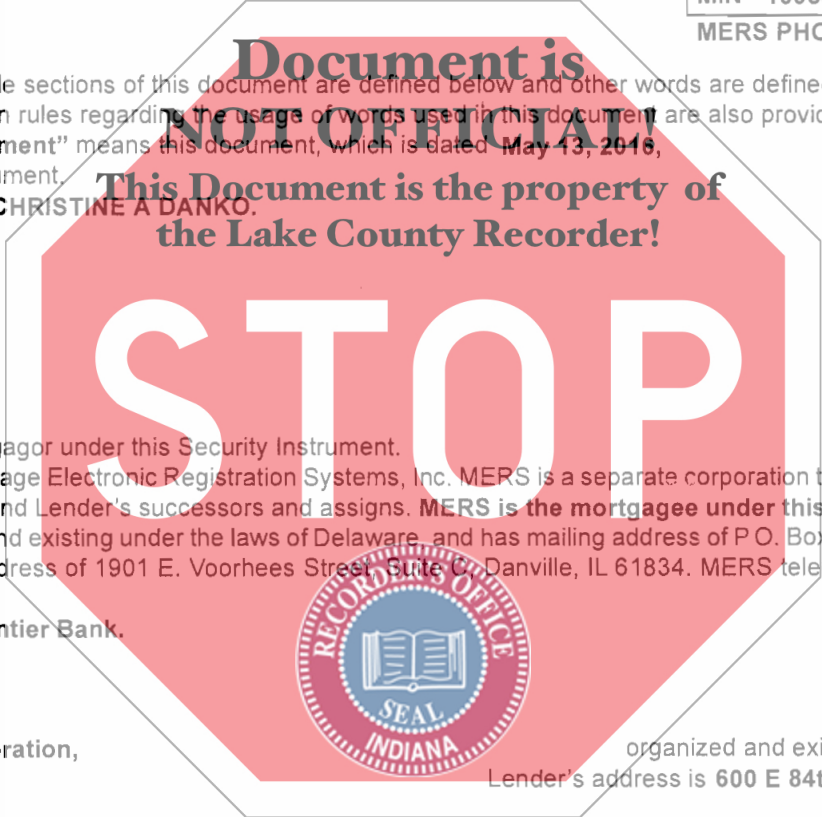 MERS PHO
Document is
e sections of this document are defined below and other words are define
n rules regarding the usage of words used in this document are also provid
NOT OFFICIAL!
ment" means this document, which is dated May 13, 2016,
ment.
This Document is the property of
CHRISTINE A DANKO.
the Lake County Recorder!
STOP
agor under this Security Instrument.
age Electronic Registration Systems, Inc. MERS is a separate corporation t
nd Lender's successors and assigns. MERS is the mortgagee under this
nd existing under the laws of Delaware, and has mailing address of P O. Box
dress of 1901 E. Voorhees Street, Suite C, Danville, IL 61834. MERS tele
RECORDER'S OFFICE
ntier Bank.
SEAL
INDIANA
ration,
organized and exi
Lender's address is 600 E 84t